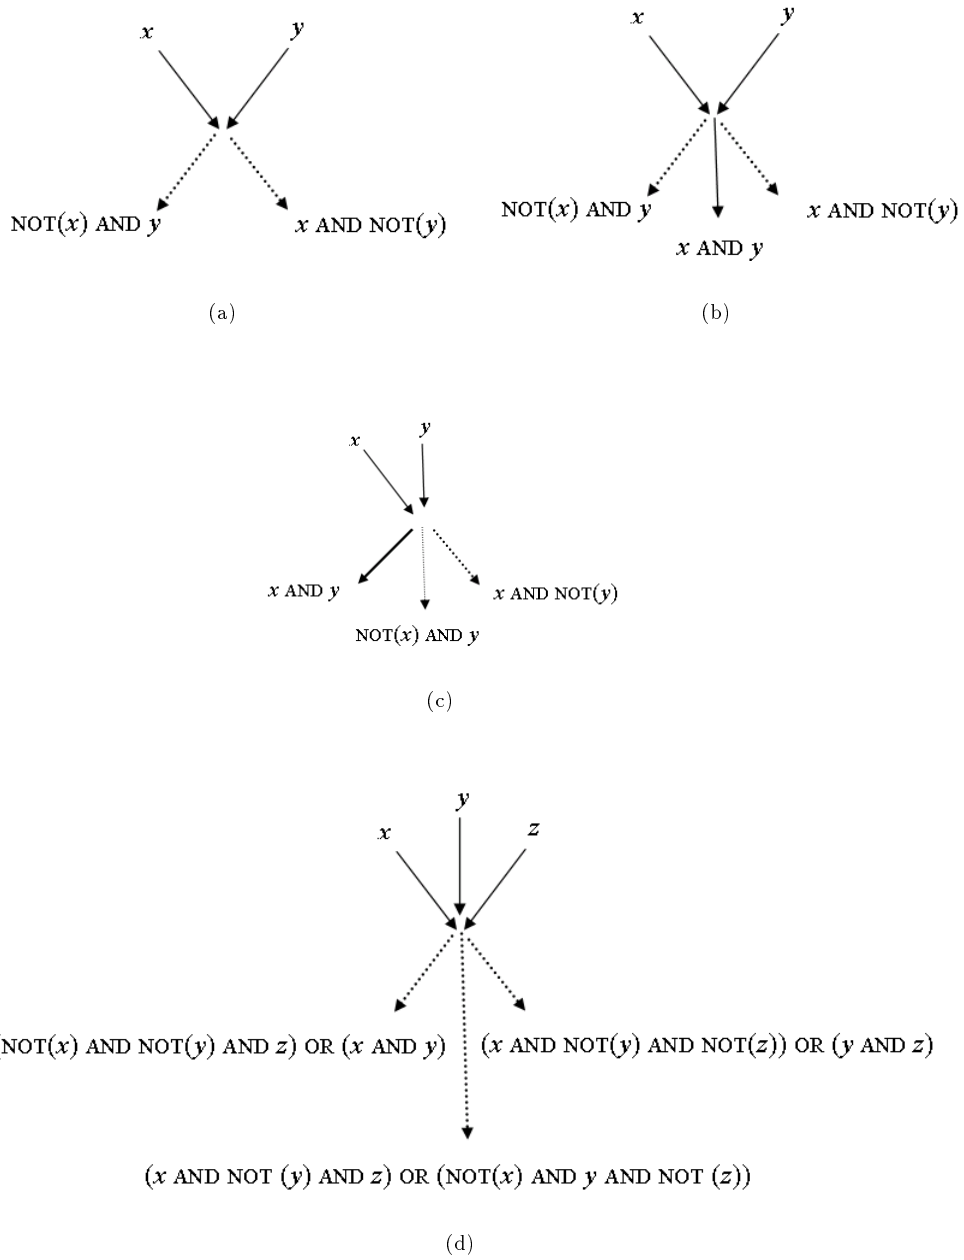 x y
x y
NOT(x) AND y x AND NOT(y)
NOT(x) AND y x AND NOT(y)
x AND y
(a) (b)
x y
x AND y x AND NOT(y)
NOT(x) AND y
(c)
x y z
(NOT(x) AND NOT(y) AND z) OR (x AND y) (x AND NOT(y) AND NOT(z)) OR (y AND z)
(x AND NOT (y) AND z) OR (NOT(x) AND y AND NOT (z))
(d)